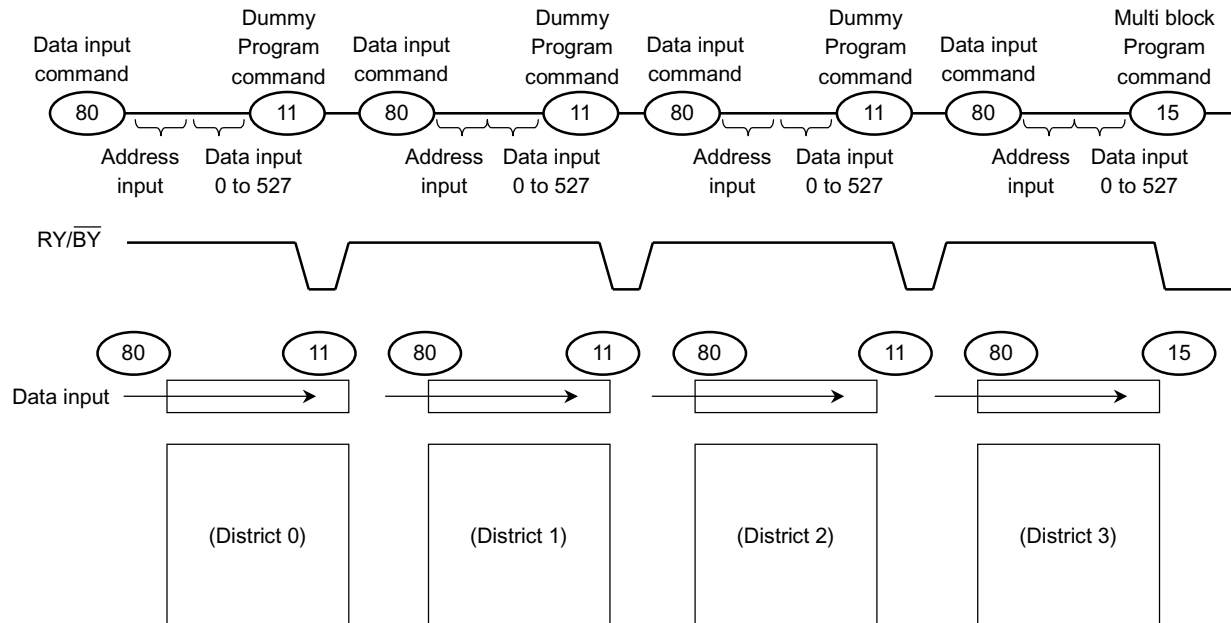 Dummy Dummy Dummy Multi block
Data input Program Data input Program Data input Program Data input Program
command command command command command command command command
80 11 80 11 80 11 80 15
Address Data input Address Data input Address Data input Address Data input
input 0 to 527 input 0 to 527 input 0 to 527 input 0 to 527
RY/B̅Y̅
80 11 80 11 80 11 80 15
Data input
(District 0) (District 1) (District 2) (District 3)